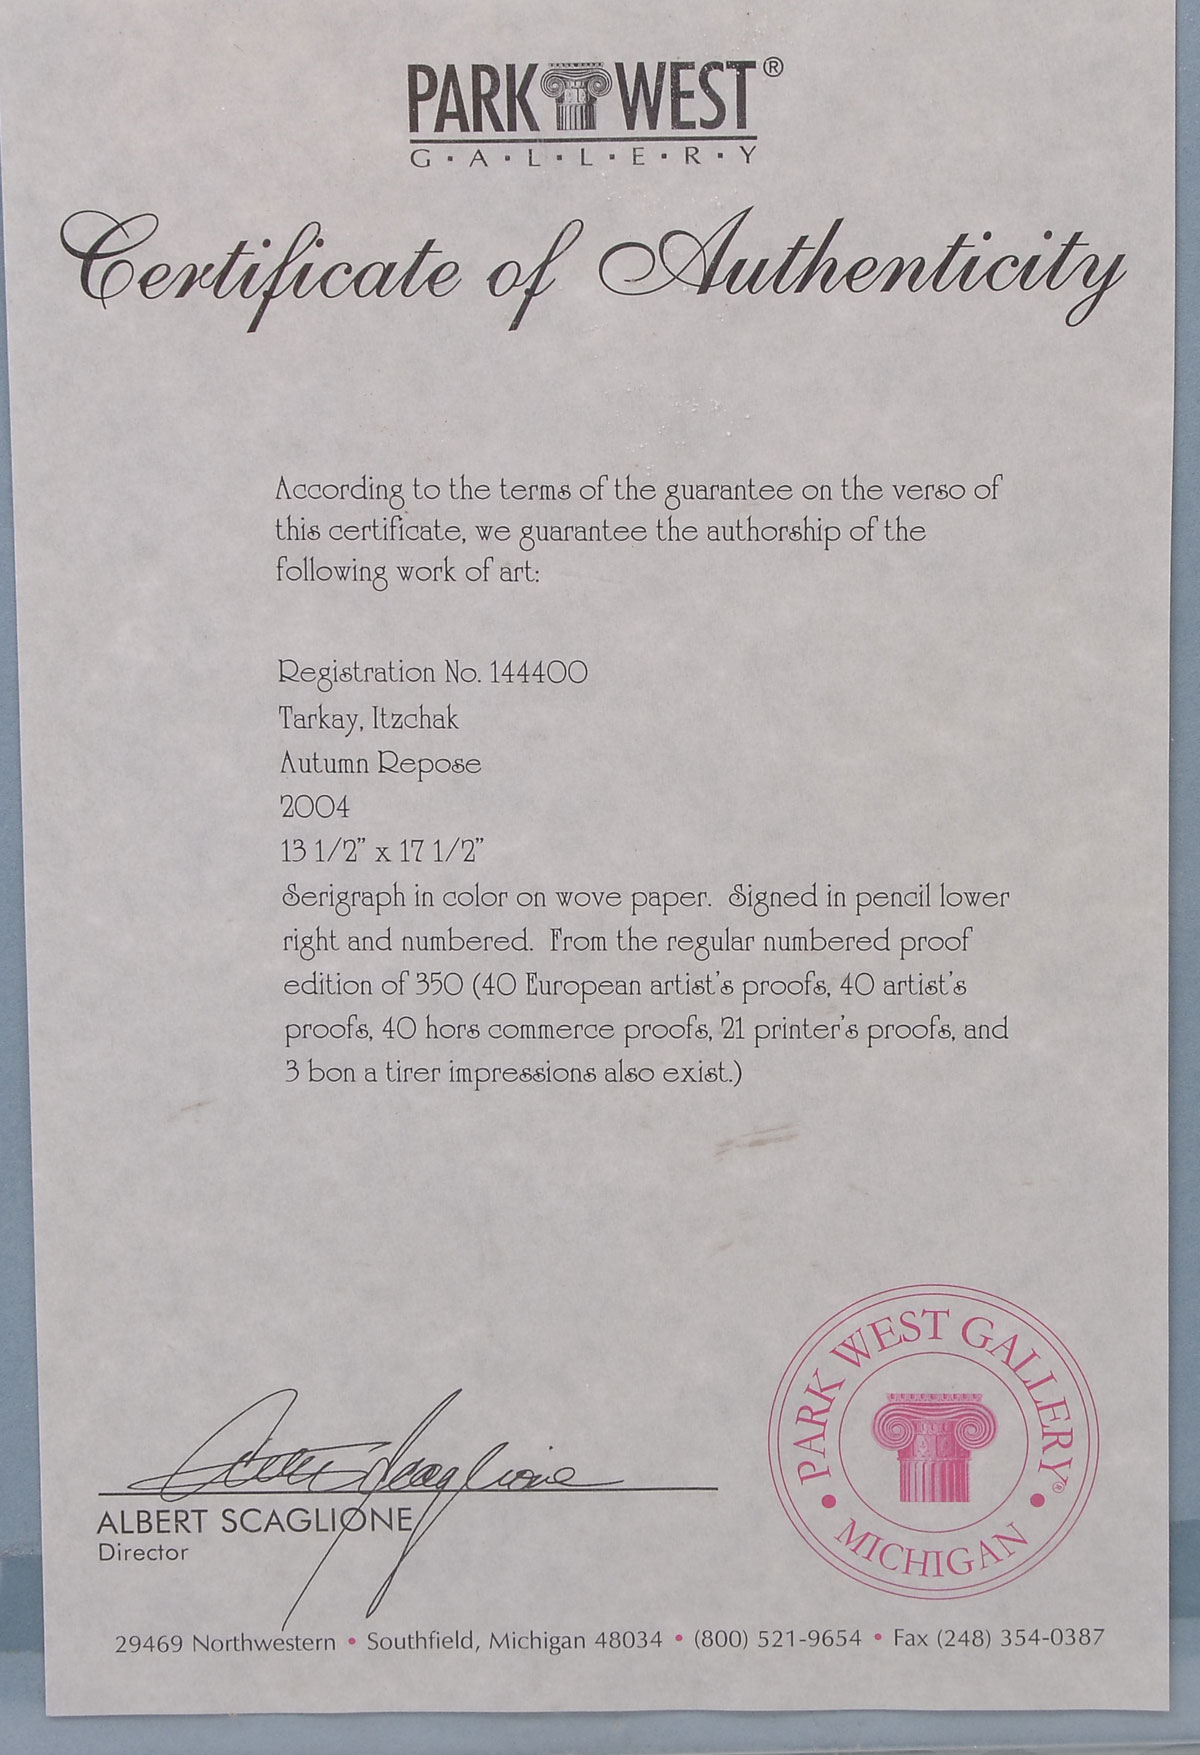 PARK WEST®
G·A·L·L·E·R·Y
Certificate of Authenticity
According to the terms of the guarantee on the verso of
this certificate, we guarantee the authorship of the
following work of art:
Registration No. 144400
Tarkay, Itzchak
Autumn Repose
2004
13 1/2" x 17 1/2"
Serigraph in color on wove paper.  Signed in pencil lower
right and numbered.  From the regular numbered proof
edition of 350 (40 European artist's proofs, 40 artist's
proofs, 40 hors commerce proofs, 21 printer's proofs, and
3 bon a tirer impressions also exist.)
Albert Scaglione
ALBERT SCAGLIONE
Director
PARK WEST GALLERY®
• MICHIGAN •
29469 Northwestern • Southfield, Michigan 48034 • (800) 521-9654 • Fax (248) 354-0387